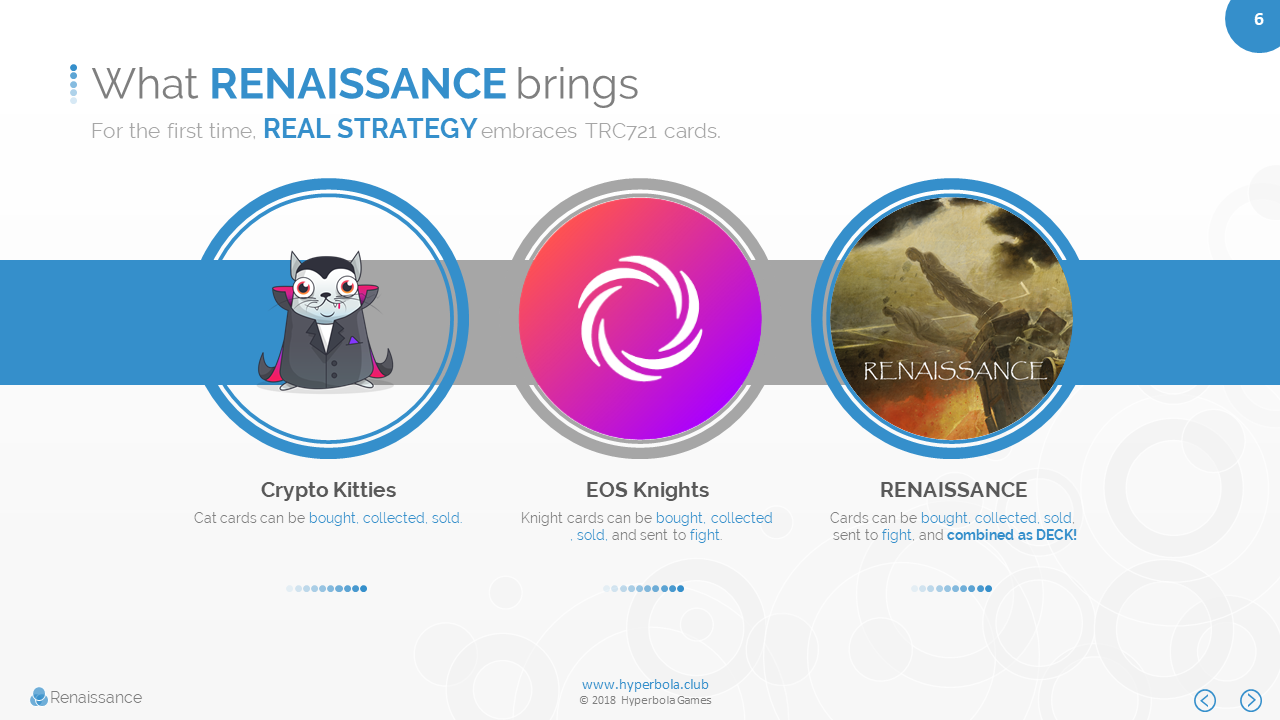 6
What RENAISSANCE brings
For the first time, REAL STRATEGY embraces TRC721 cards.
RENAISSANCE
Crypto Kitties
Cat cards can be bought, collected, sold.
EOS Knights
Knight cards can be bought, collected
, sold, and sent to fight.
RENAISSANCE
Cards can be bought, collected, sold,
sent to fight, and combined as DECK!
Renaissance
www.hyperbola.club
© 2018 Hyperbola Games